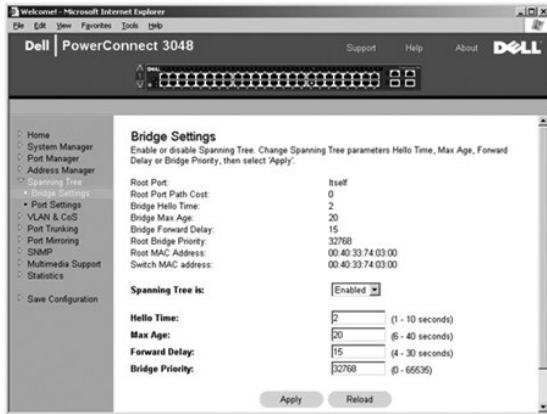 Welcome! - Microsoft Internet Explorer
File Edit View Favorites Tools Help
Dell | PowerConnect 3048
Support Help About DELL
Home
System Manager
Port Manager
Address Manager
Spanning Tree
Bridge Settings
Port Settings
VLAN & CoS
Port Trunking
Port Mirroring
SNMP
Multimedia Support
Statistics
Save Configuration
Bridge Settings
Enable or disable Spanning Tree. Change Spanning Tree parameters Hello Time, Max Age, Forward
Delay or Bridge Priority, then select 'Apply'.
Root Port: Itself
Root Port Path Cost: 0
Bridge Hello Time: 2
Bridge Max Age: 20
Bridge Forward Delay: 15
Root Bridge Priority: 32768
Root MAC Address: 00:40:33:74:03:00
Switch MAC address: 00:40:33:74:03:00
Spanning Tree is: Enabled
Hello Time: 2 (1 - 10 seconds)
Max Age: 20 (6 - 40 seconds)
Forward Delay: 15 (4 - 30 seconds)
Bridge Priority: 32768 (0 - 65535)
Apply Reload